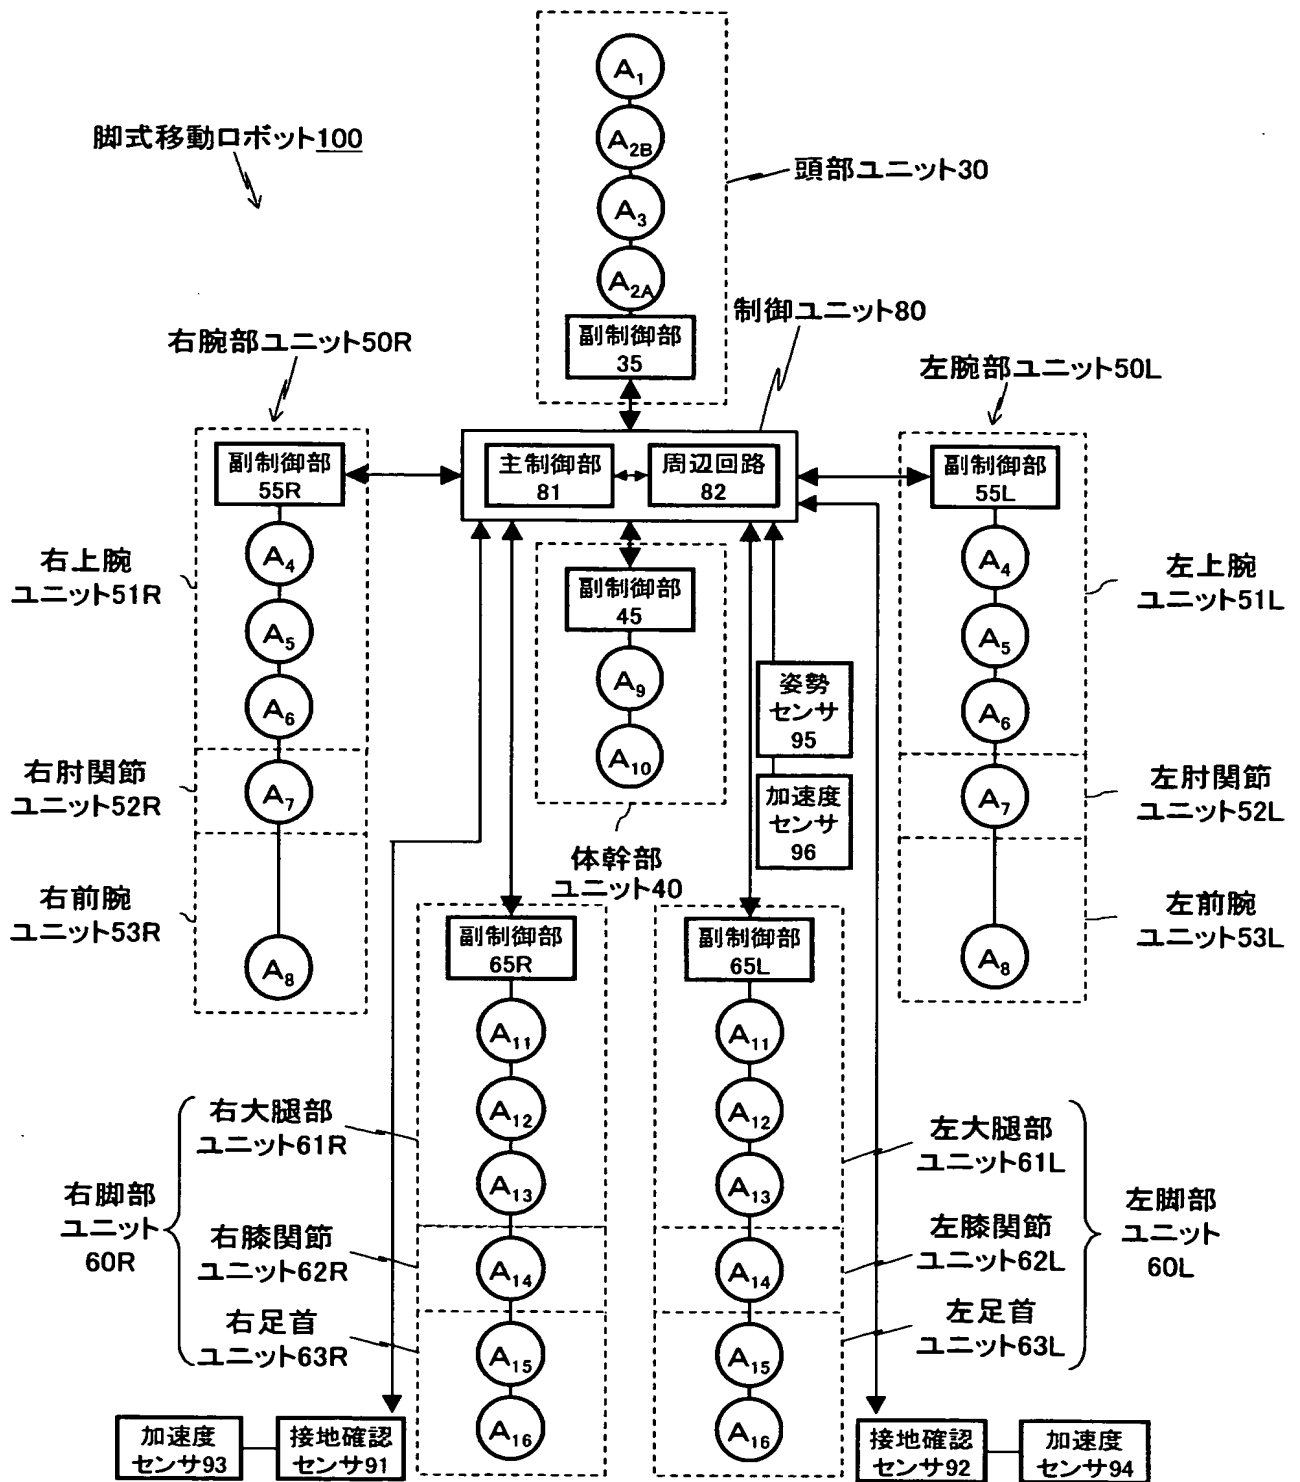 脚式移動ロボット100
A1
A2B
A3
A2A
副制御部
35
頭部ユニット30
制御ユニット80
主制御部
81
周辺回路
82
右腕部ユニット50R
副制御部
55R
A4
A5
A6
A7
A8
右上腕
ユニット51R
右肘関節
ユニット52R
右前腕
ユニット53R
左腕部ユニット50L
副制御部
55L
A4
A5
A6
A7
A8
左上腕
ユニット51L
左肘関節
ユニット52L
左前腕
ユニット53L
副制御部
45
A9
A10
体幹部
ユニット40
姿勢
センサ
95
加速度
センサ
96
副制御部
65R
A11
A12
A13
A14
A15
A16
右大腿部
ユニット61R
右膝関節
ユニット62R
右足首
ユニット63R
右脚部
ユニット
60R
副制御部
65L
A11
A12
A13
A14
A15
A16
左大腿部
ユニット61L
左膝関節
ユニット62L
左足首
ユニット63L
左脚部
ユニット
60L
加速度
センサ93
接地確認
センサ91
接地確認
センサ92
加速度
センサ94